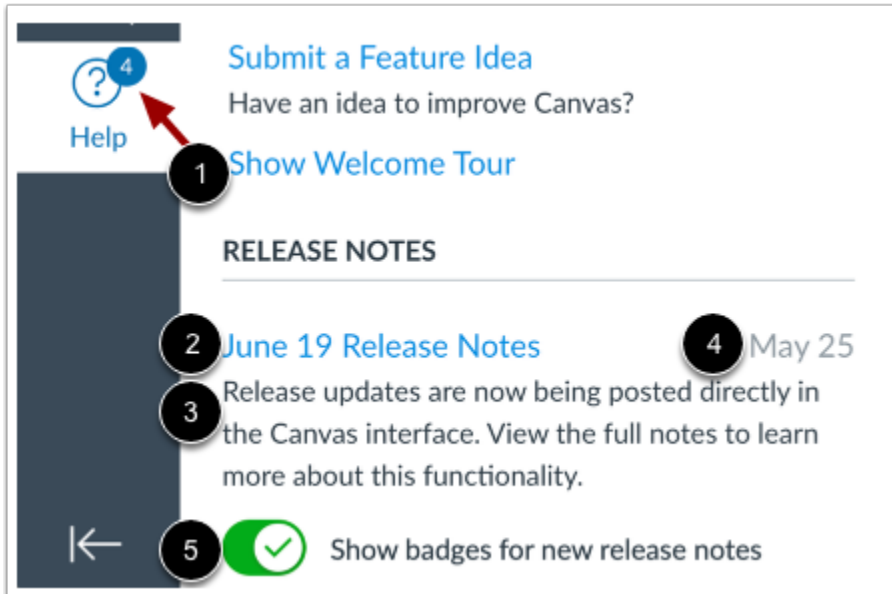 4
Help
Submit a Feature Idea
Have an idea to improve Canvas?
1
Show Welcome Tour
RELEASE NOTES
2 June 19 Release Notes 4 May 25
3 Release updates are now being posted directly in
the Canvas interface. View the full notes to learn
more about this functionality.
5 Show badges for new release notes